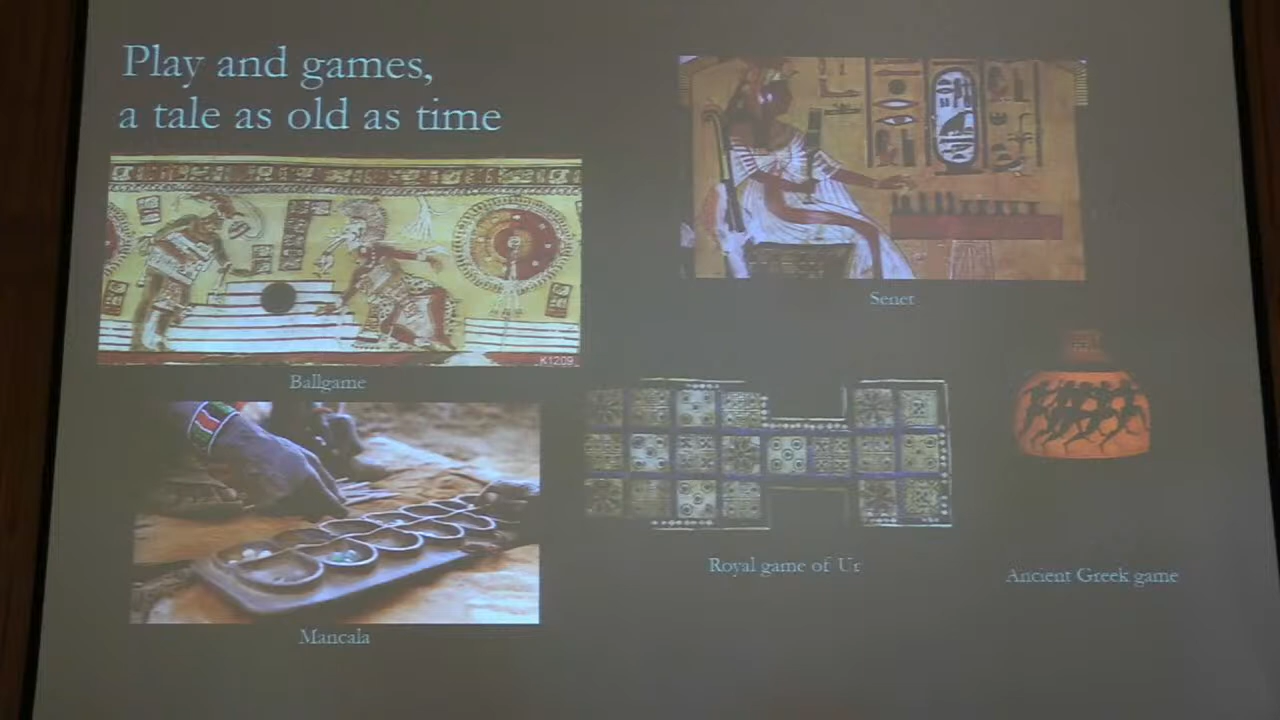 Play and games,
a tale as old as time
K1209
Ballgame
Senet
Mancala
Royal game of Ur
Ancient Greek game